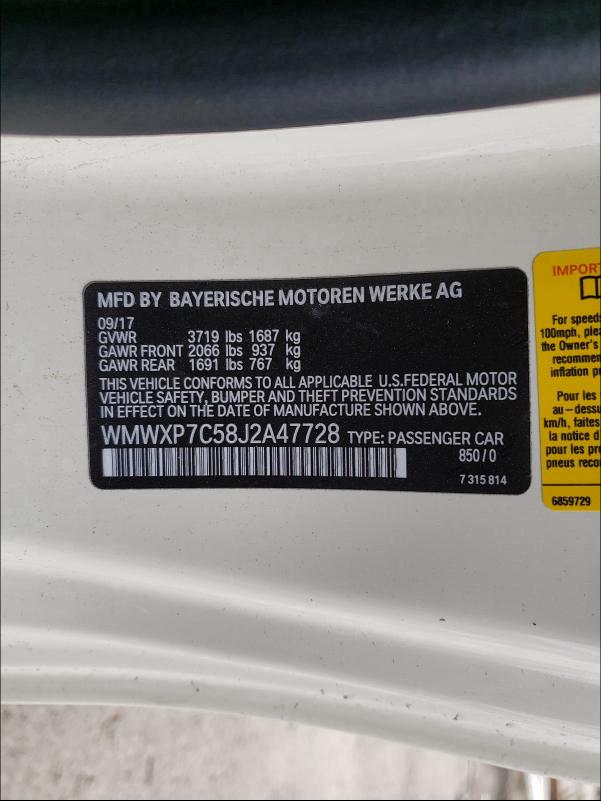 MFD BY BAYERISCHE MOTOREN WERKE AG
09/17
GVWR 3719 lbs 1687 kg
GAWR FRONT 2066 lbs 937 kg
GAWR REAR 1691 lbs 767 kg
THIS VEHICLE CONFORMS TO ALL APPLICABLE U.S.FEDERAL MOTOR
VEHICLE SAFETY, BUMPER AND THEFT PREVENTION STANDARDS
IN EFFECT ON THE DATE OF MANUFACTURE SHOWN ABOVE.
WMWXP7C58J2A47728 TYPE: PASSENGER CAR
850/0
7 315 814
IMPORT
For speeds
100mph, plea
the Owner's
recommen
inflation p
Pour les
au-dessu
km/h, faites
la notice d
pour les pre
pneus reco
6859729